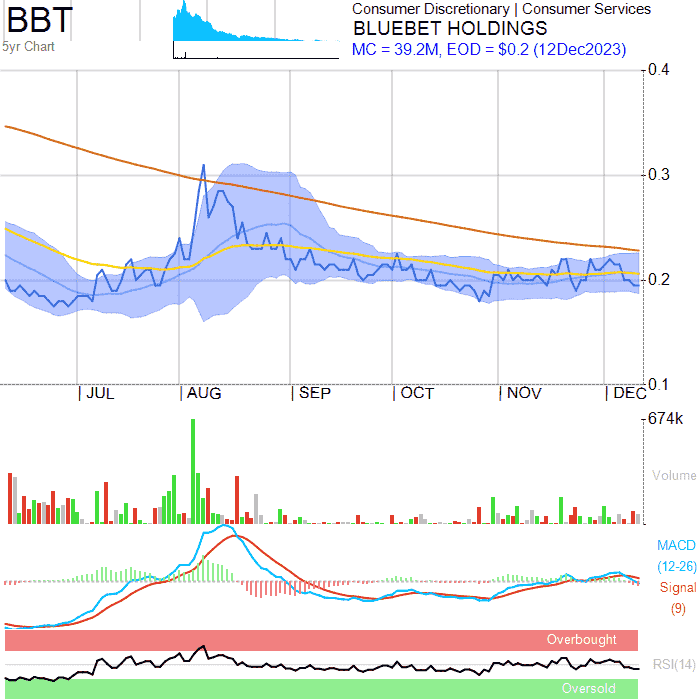 BBT
5yr Chart
Consumer Discretionary | Consumer Services
BLUEBET HOLDINGS
MC = 39.2M, EOD = $0.2 (12Dec2023)
0.4
0.3
0.2
0.1
| JUL
| AUG
| SEP
| OCT
| NOV
| DEC
674k
Volume
MACD
(12-26)
Signal
(9)
Overbought
RSI(14)
Oversold